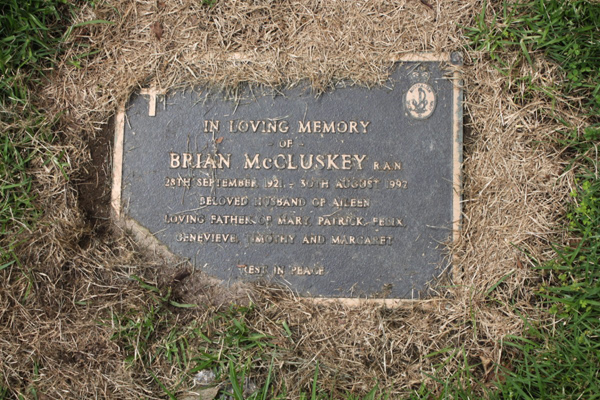 IN LOVING MEMORY
- OF -
BRIAN McCLUSKEY R.A.N.
28TH SEPTEMBER 1921 - 30TH AUGUST 1997
BELOVED HUSBAND OF AILEEN
LOVING FATHER OF MARY, PATRICK, FELIX,
GENEVIEVE, TIMOTHY AND MARGARET
REST IN PEACE